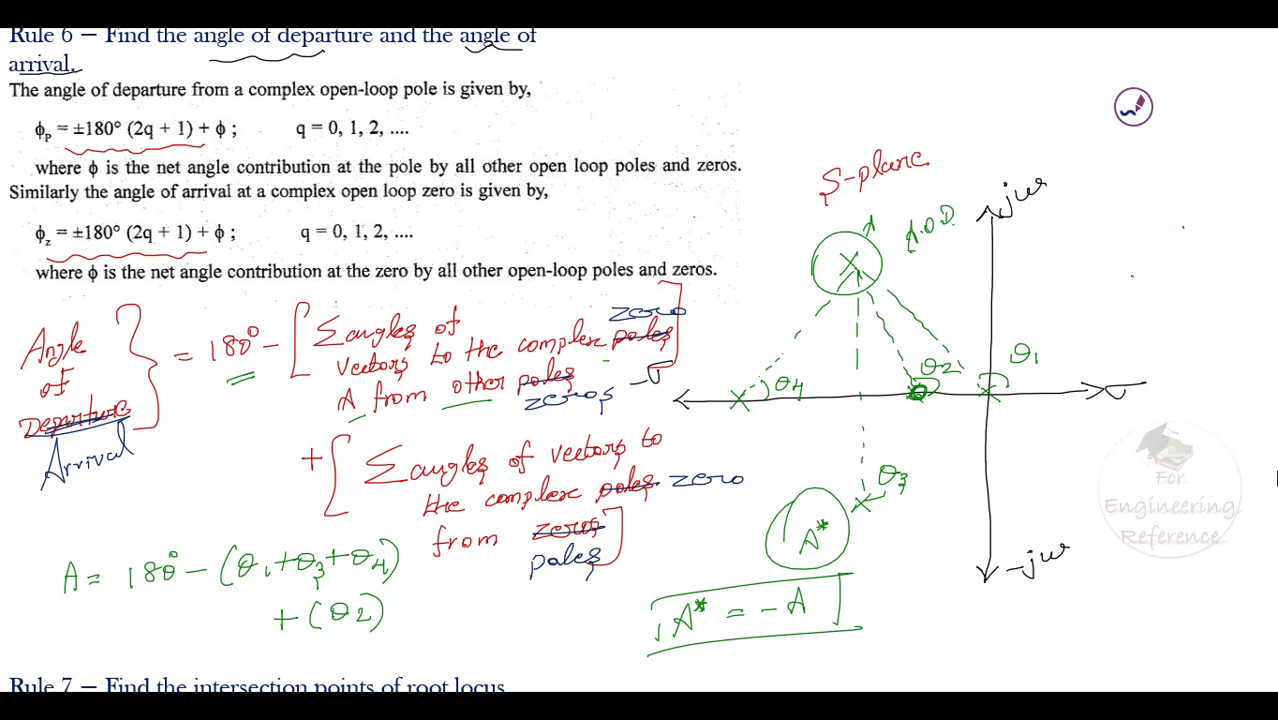 Rule 6 – Find the angle of departure and the angle of
arrival.
The angle of departure from a complex open-loop pole is given by,
ϕp = ±180° (2q + 1) + ϕ ; q = 0, 1, 2, ....
where ϕ is the net angle contribution at the pole by all other open loop poles and zeros.
Similarly the angle of arrival at a complex open loop zero is given by,
ϕz = ±180° (2q + 1) + ϕ ; q = 0, 1, 2, ....
where ϕ is the net angle contribution at the zero by all other open-loop poles and zeros.
Angle
of
Departure
Arrival
= 180° - [ Σ angles of
vectors to the complex poles zero
A from other poles ]
zeros
+ [ Σ angles of vectors to
the complex poles zero
from zeros ]
poles
A = 180° - (θ1 + θ3 + θ4)
+ (θ2)
S-plane
jω
A
A.O.D.
θ1
θ2
θ4
-σ
σ
θ3
A*
-jω
A* = - A
For
Engineering
Reference
Rule 7 – Find the intersection points of root locus